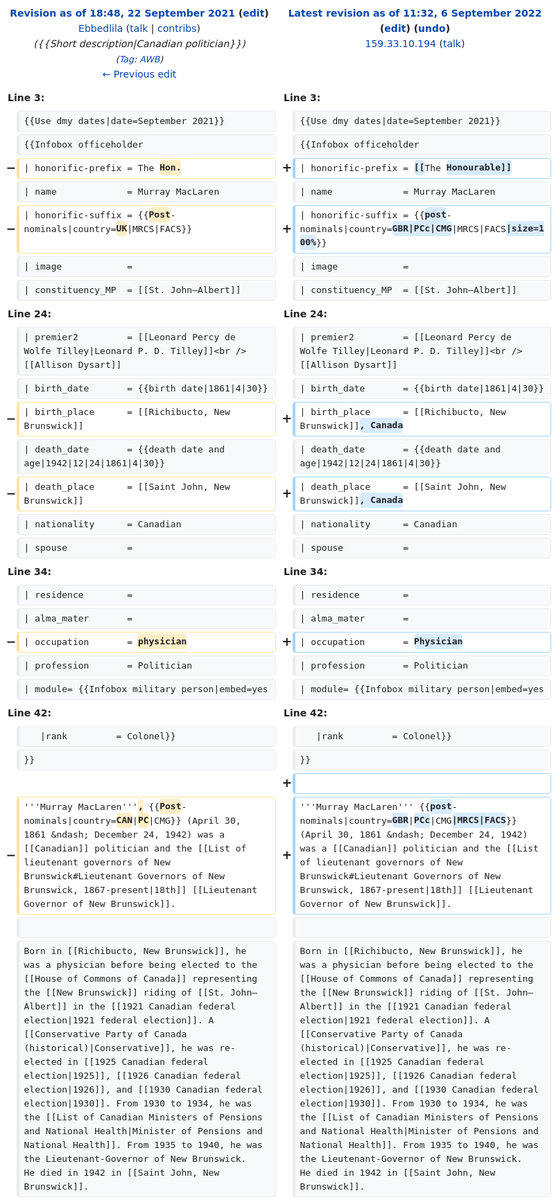 Revision as of 18:48, 22 September 2021 (edit)
Ebbedlila (talk | contribs)
({{Short description|Canadian politician}})
(Tag: AWB)
← Previous edit
Latest revision as of 11:32, 6 September 2022
(edit) (undo)
159.33.10.194 (talk)
Line 3:
Line 3:
{{Use dmy dates|date=September 2021}}
{{Use dmy dates|date=September 2021}}
{{Infobox officeholder
{{Infobox officeholder
− | honorific-prefix = The Hon.
+ | honorific-prefix = [[The Honourable]]
| name = Murray MacLaren
| name = Murray MacLaren
− | honorific-suffix = {{Post-
nominals|country=UK|MRCS|FACS}}
+ | honorific-suffix = {{post-
nominals|country=GBR|PCc|CMG|MRCS|FACS|size=1
00%}}
| image =
| image =
| constituency_MP = [[St. John—Albert]]
| constituency_MP = [[St. John—Albert]]
Line 24:
Line 24:
| premier2 = [[Leonard Percy de
Wolfe Tilley|Leonard P. D. Tilley]]<br />
[[Allison Dysart]]
| premier2 = [[Leonard Percy de
Wolfe Tilley|Leonard P. D. Tilley]]<br />
[[Allison Dysart]]
| birth_date = {{birth date|1861|4|30}}
| birth_date = {{birth date|1861|4|30}}
− | birth_place = [[Richibucto, New
Brunswick]]
+ | birth_place = [[Richibucto, New
Brunswick]], Canada
| death_date = {{death date and
age|1942|12|24|1861|4|30}}
| death_date = {{death date and
age|1942|12|24|1861|4|30}}
− | death_place = [[Saint John, New
Brunswick]]
+ | death_place = [[Saint John, New
Brunswick]], Canada
| nationality = Canadian
| nationality = Canadian
| spouse =
| spouse =
Line 34:
Line 34:
| residence =
| residence =
| alma_mater =
| alma_mater =
− | occupation = physician
+ | occupation = Physician
| profession = Politician
| profession = Politician
| module= {{Infobox military person|embed=yes
| module= {{Infobox military person|embed=yes
Line 42:
Line 42:
|rank = Colonel}}
|rank = Colonel}}
}}
}}
+
− '''Murray MacLaren''', {{Post-
nominals|country=CAN|PC|CMG}} (April 30,
1861 &ndash; December 24, 1942) was a
[[Canadian]] politician and the [[List of
lieutenant governors of New
Brunswick#Lieutenant Governors of New
Brunswick, 1867-present|18th]] [[Lieutenant
Governor of New Brunswick]].
+ '''Murray MacLaren''' {{post-
nominals|country=GBR|PCc|CMG|MRCS|FACS}}
(April 30, 1861 &ndash; December 24, 1942) was
a [[Canadian]] politician and the [[List of
lieutenant governors of New
Brunswick#Lieutenant Governors of New
Brunswick, 1867-present|18th]] [[Lieutenant
Governor of New Brunswick]].
Born in [[Richibucto, New Brunswick]], he
was a physician before being elected to the
[[House of Commons of Canada]] representing
the [[New Brunswick]] riding of [[St. John—
Albert]] in the [[1921 Canadian federal
election|1921 federal election]]. A
[[Conservative Party of Canada
(historical)|Conservative]], he was re-
elected in [[1925 Canadian federal
election|1925]], [[1926 Canadian federal
election|1926]], and [[1930 Canadian federal
election|1930]]. From 1930 to 1934, he was
the [[List of Canadian Ministers of Pensions
and National Health|Minister of Pensions and
National Health]]. From 1935 to 1940, he was
the Lieutenant-Governor of New Brunswick.
He died in 1942 in [[Saint John, New
Brunswick]].
Born in [[Richibucto, New Brunswick]], he
was a physician before being elected to the
[[House of Commons of Canada]] representing
the [[New Brunswick]] riding of [[St. John—
Albert]] in the [[1921 Canadian federal
election|1921 federal election]]. A
[[Conservative Party of Canada
(historical)|Conservative]], he was re-
elected in [[1925 Canadian federal
election|1925]], [[1926 Canadian federal
election|1926]], and [[1930 Canadian federal
election|1930]]. From 1930 to 1934, he was
the [[List of Canadian Ministers of Pensions
and National Health|Minister of Pensions and
National Health]]. From 1935 to 1940, he was
the Lieutenant-Governor of New Brunswick.
He died in 1942 in [[Saint John, New
Brunswick]].